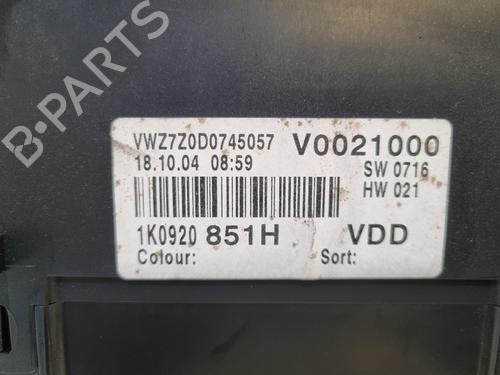 VWZ7Z0D0745057 V0021000
18.10.04 08:59 SW 0716
HW 021
1K0920 851H VDD
Colour: Sort:
B-PARTS